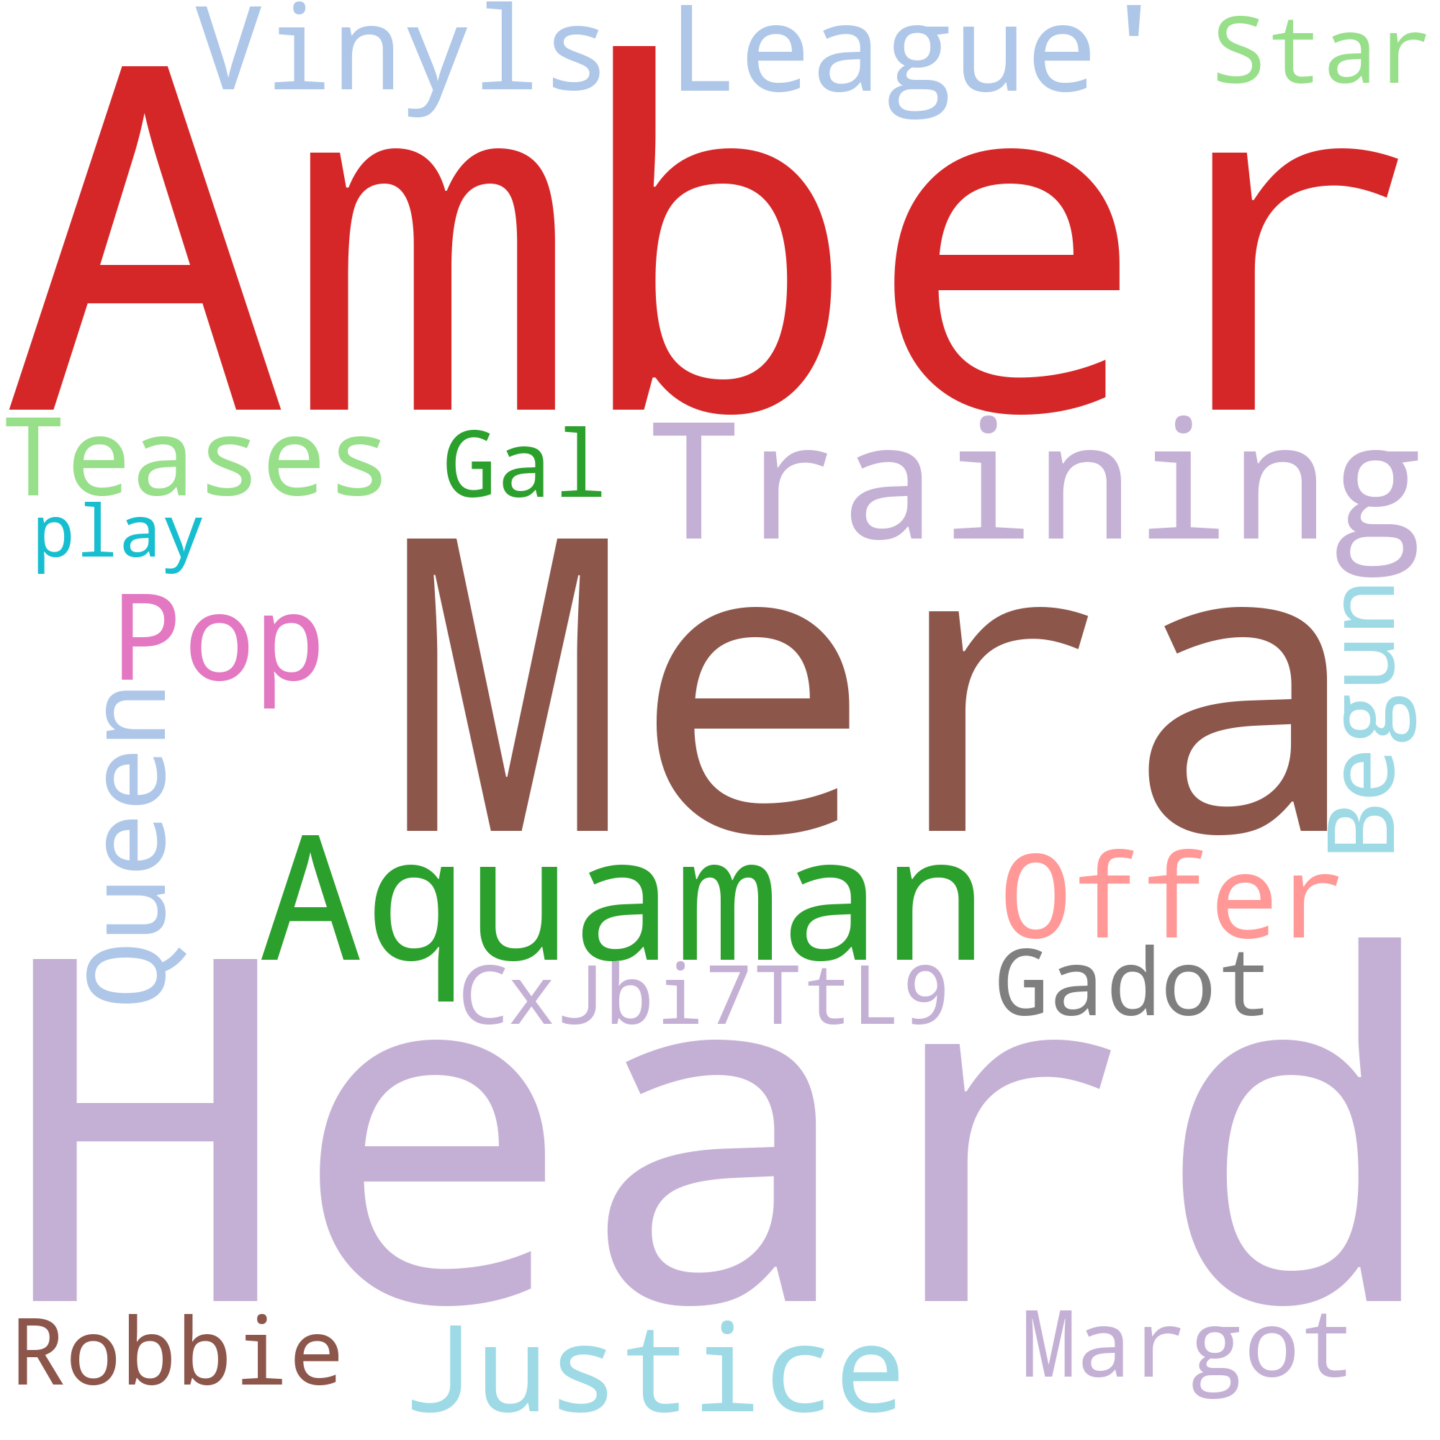 Vinyls League' Star
Amber
Teases Gal Training
play
Mera
Pop
Begun
Queen
Aquaman Offer
CxJbi7TtL9 Gadot
Heard
Robbie Justice Margot